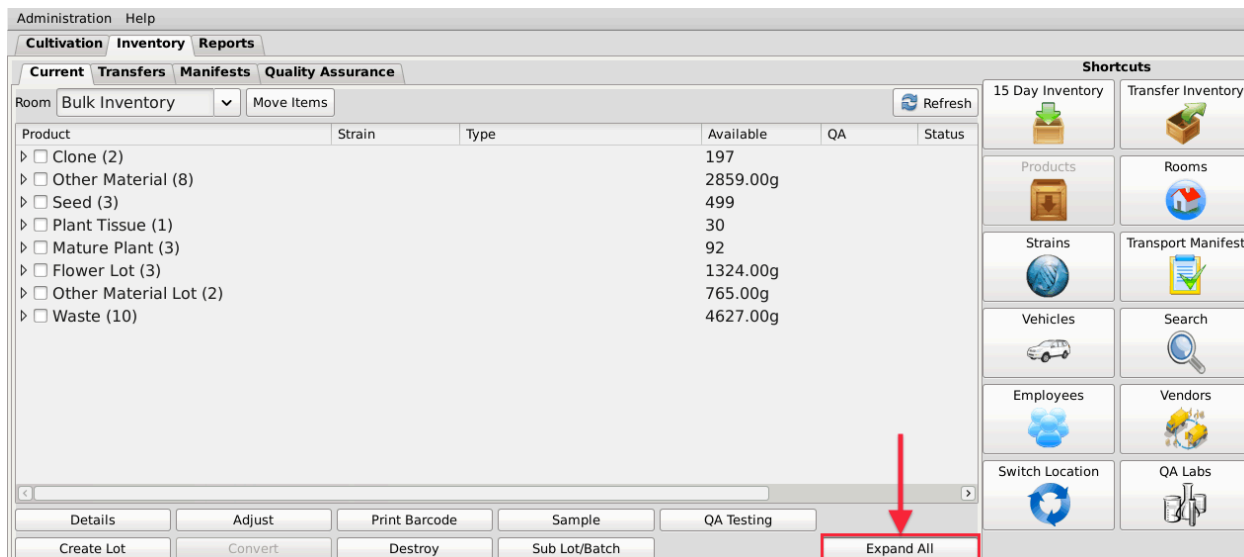 Administration Help
Cultivation Inventory Reports
Current Transfers Manifests Quality Assurance
Room Bulk Inventory Move Items Refresh
Product Strain Type Available QA Status
Clone (2) 197
Other Material (8) 2859.00g
Seed (3) 499
Plant Tissue (1) 30
Mature Plant (3) 92
Flower Lot (3) 1324.00g
Other Material Lot (2) 765.00g
Waste (10) 4627.00g
Details Adjust Print Barcode Sample QA Testing
Create Lot Convert Destroy Sub Lot/Batch Expand All
Shortcuts
15 Day Inventory Transfer Inventory
Products Rooms
Strains Transport Manifest
Vehicles Search
Employees Vendors
Switch Location QA Labs